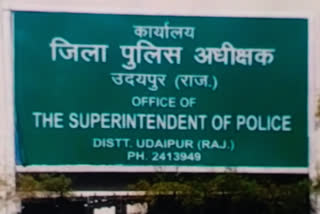 कार्यालय
जिला पुलिस अधीक्षक
उदयपुर (राज.)
OFFICE OF
THE SUPERINTENDENT OF POLICE
DISTT. UDAIPUR (RAJ.)
PH. 2413949